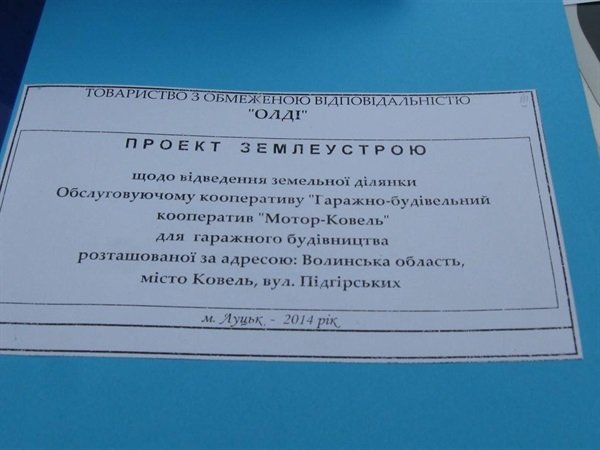 ТОВАРИСТВО З ОБМЕЖЕНОЮ ВІДПОВІДАЛЬНІСТЮ
"ОЛДІ"
ПРОЕКТ ЗЕМЛЕУСТРОЮ
щодо відведення земельної ділянки
Обслуговуючому кооперативу "Гаражно-будівельний
кооператив "Мотор-Ковель"
для гаражного будівництва
розташованої за адресою: Волинська область,
місто Ковель, вул. Підгірських
м. Луцьк - 2014 рік